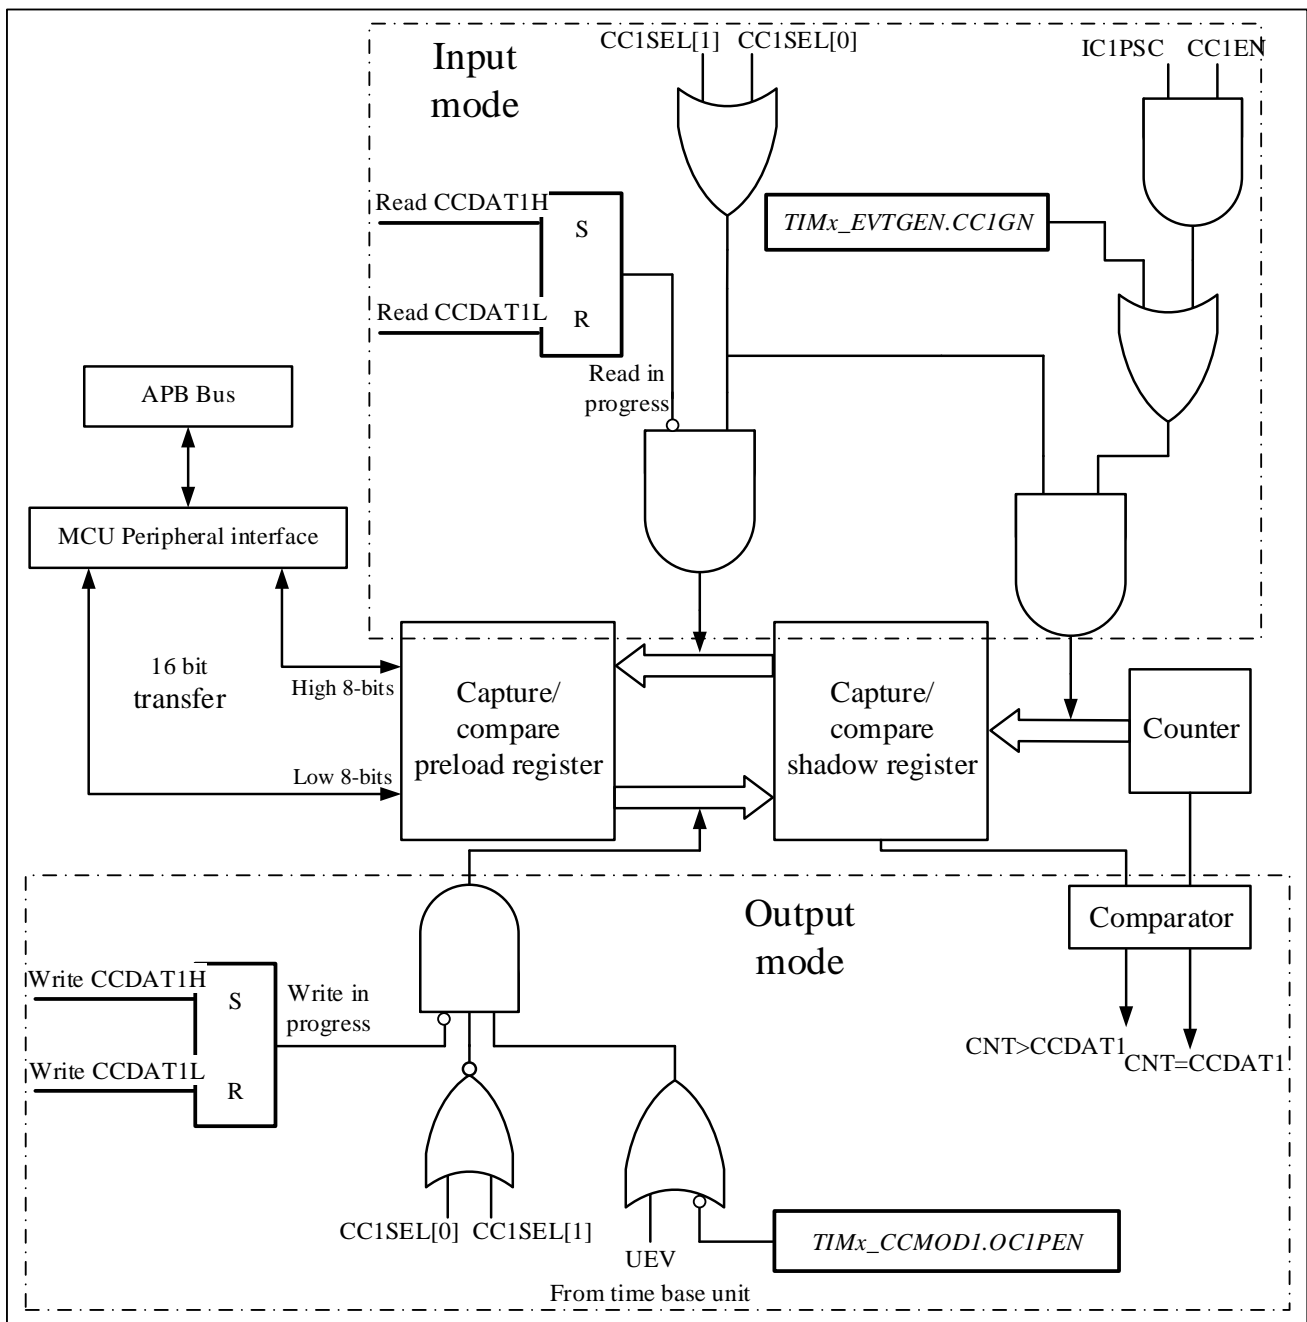 CC1SEL[1] CC1SEL[0]
IC1PSC CC1EN
Input
mode
Read CCDAT1H
S
TIMx_EVTGEN.CC1GN
Read CCDAT1L
R
Read in
progress
APB Bus
MCU Peripheral interface
16 bit
transfer
High 8-bits
Low 8-bits
Capture/
compare
preload register
Capture/
compare
shadow register
Counter
Output
mode
Comparator
Write CCDAT1H
S
Write in
progress
Write CCDAT1L
R
CNT>CCDAT1
CNT=CCDAT1
CC1SEL[0] CC1SEL[1]
UEV
TIMx_CCMOD1.OC1PEN
From time base unit